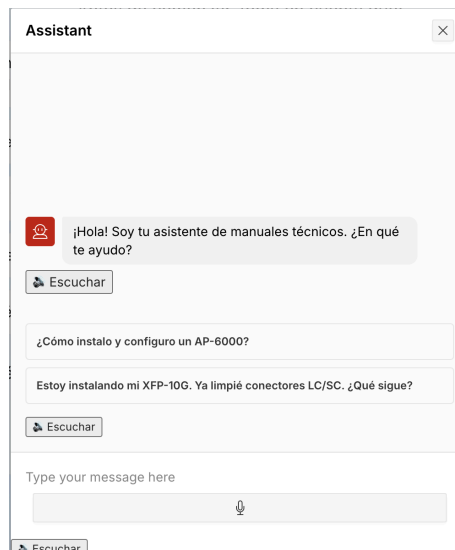 Assistant
¡Hola! Soy tu asistente de manuales técnicos. ¿En qué
te ayudo?
🔊 Escuchar
¿Cómo instalo y configuro un AP-6000?
Estoy instalando mi XFP-10G. Ya limpié conectores LC/SC. ¿Qué sigue?
🔊 Escuchar
Type your message here
🔊 Escuchar